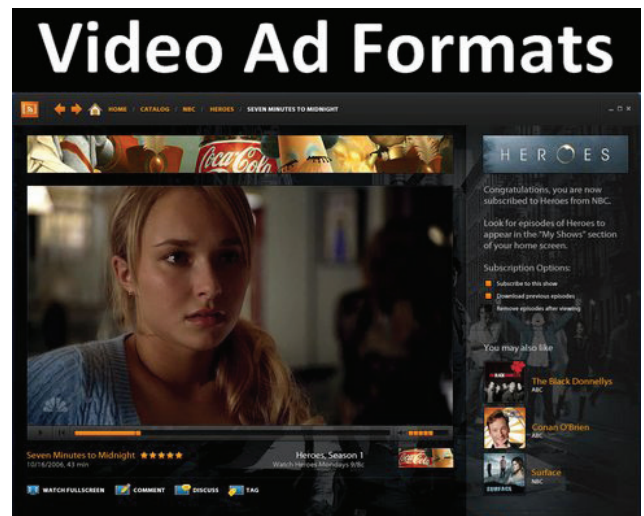 Video Ad Formats
HOME / CATALOG / NBC / HEROES / SEVEN MINUTES TO MIDNIGHT
Coca-Cola
HEROES
Congratulations, you are now
subscribed to Heroes from NBC.
Look for episodes of Heroes to
appear in the "My Shows" section
of your home screen.
Subscription Options:
Subscribe to this show
Download previous episodes
Remove episodes after viewing
You may also like
The Black Donnellys
ABC
Conan O'Brien
ABC
Surface
NBC
SURFACE
Seven Minutes to Midnight
10/16/2006, 43 min
Heroes, Season 1
Watch Heroes Mondays 9/8c
Coca-Cola
WATCH FULLSCREEN
COMMENT
DISCUSS
TAG